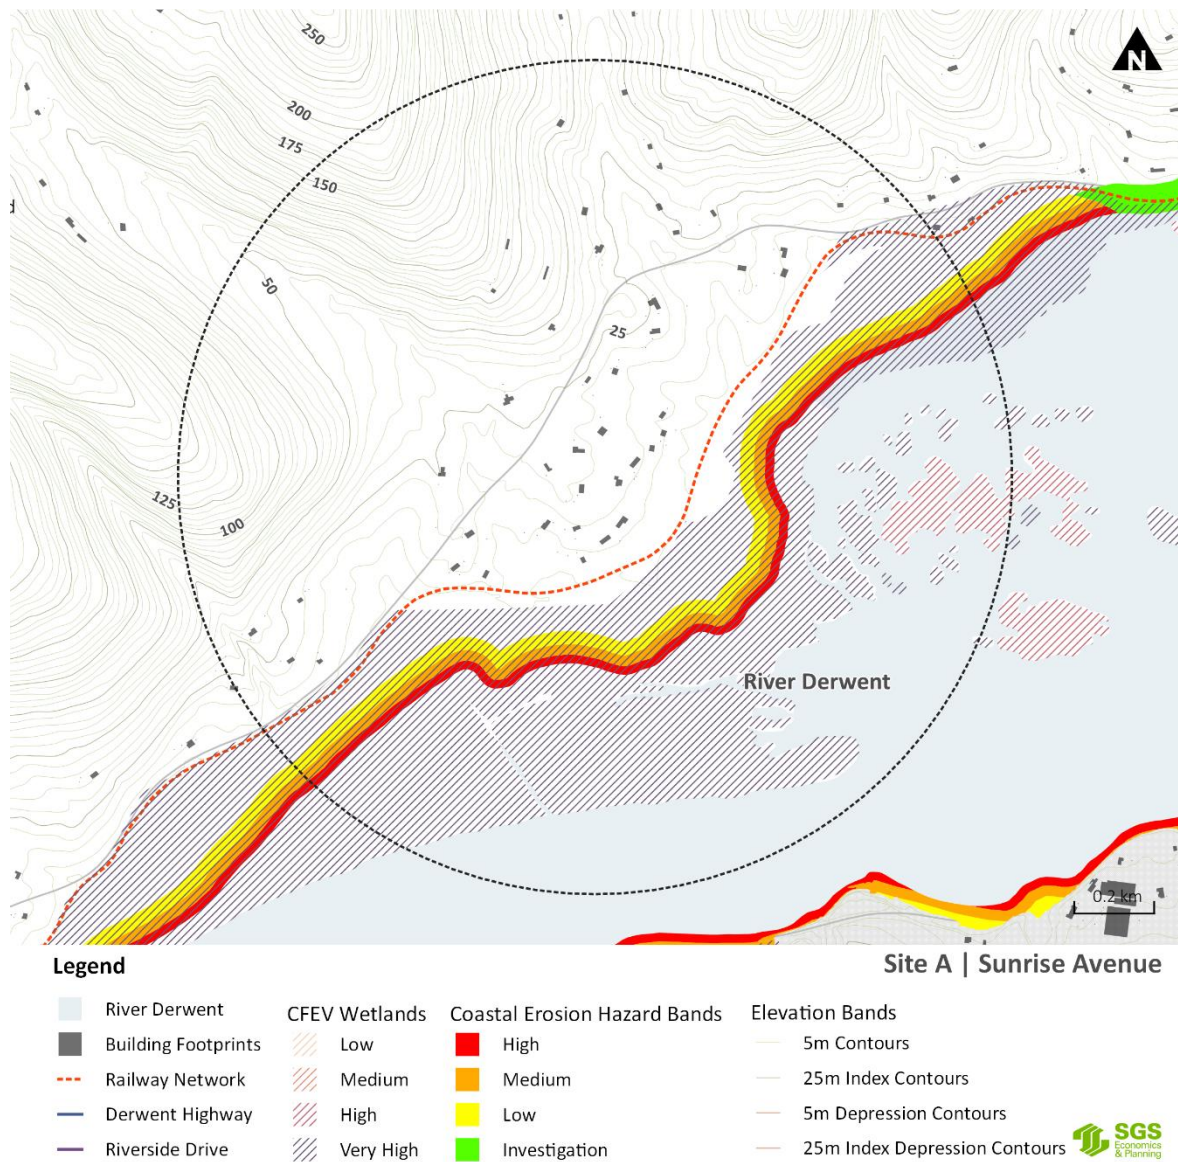 250
N
200
175
150
d
50
25
125
100
River Derwent
0.2 km
Site A | Sunrise Avenue
Legend
River Derwent
Building Footprints
Railway Network
Derwent Highway
Riverside Drive
CFEV Wetlands
Low
Medium
High
Very High
Coastal Erosion Hazard Bands
High
Medium
Low
Investigation
Elevation Bands
5m Contours
25m Index Contours
5m Depression Contours
25m Index Depression Contours
SGS
Economics
& Planning